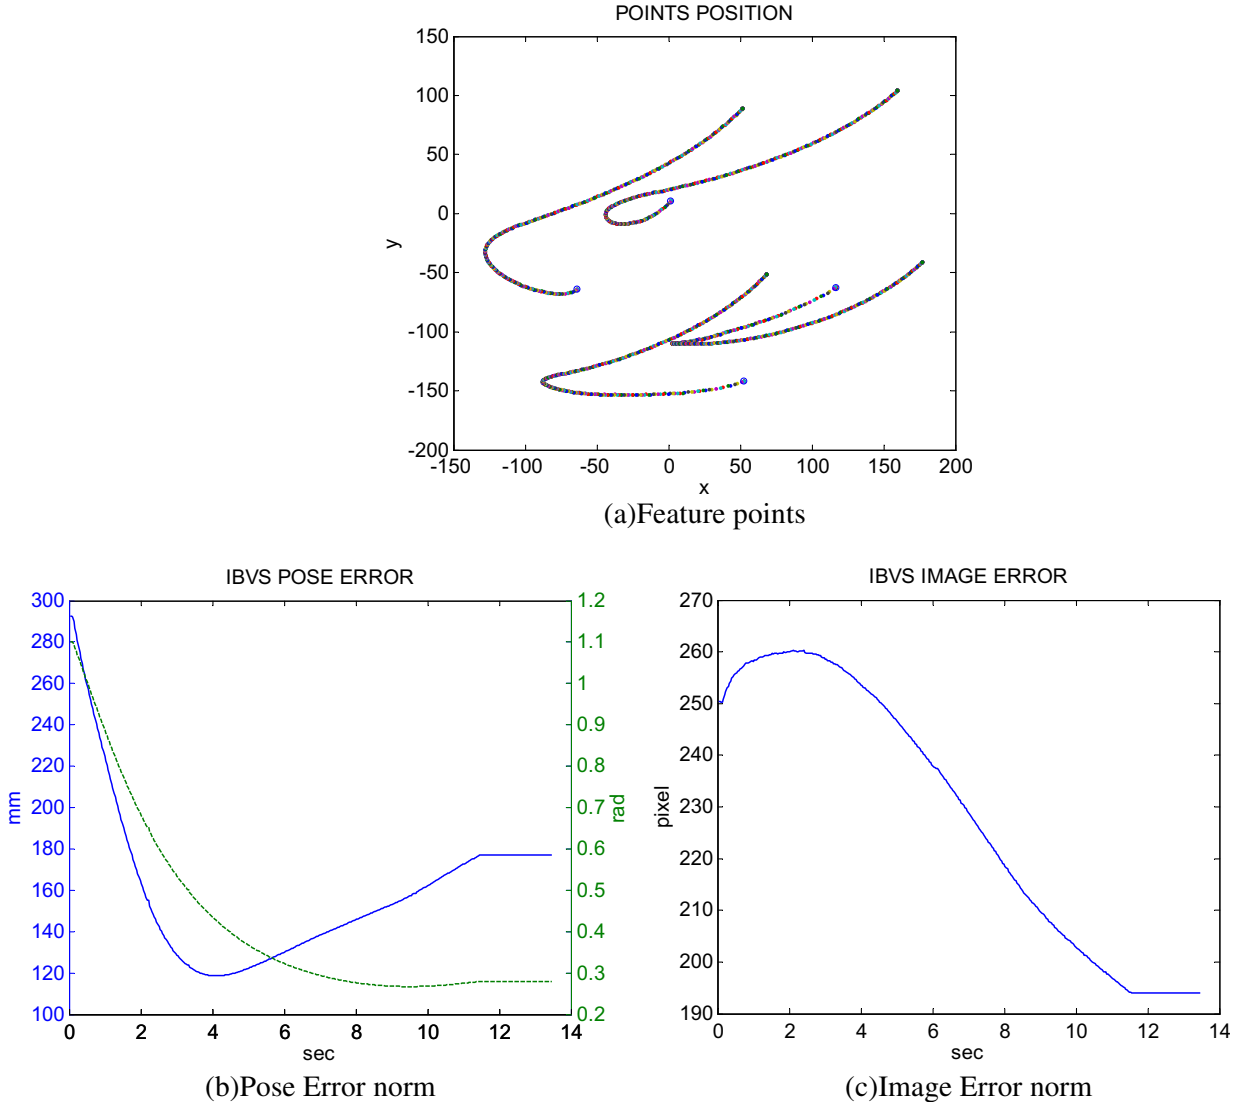 POINTS POSITION
150
100
50
0
-50
-100
-150
-200
y
-150 -100 -50 0 50 100 150 200
x
(a)Feature points
IBVS POSE ERROR
300
280
260
240
220
200
180
160
140
120
100
mm
1.2
1.1
1
0.9
0.8
0.7
0.6
0.5
0.4
0.3
0.2
rad
0 2 4 6 8 10 12 14
sec
(b)Pose Error norm
IBVS IMAGE ERROR
270
260
250
240
230
220
210
200
190
pixel
0 2 4 6 8 10 12 14
sec
(c)Image Error norm